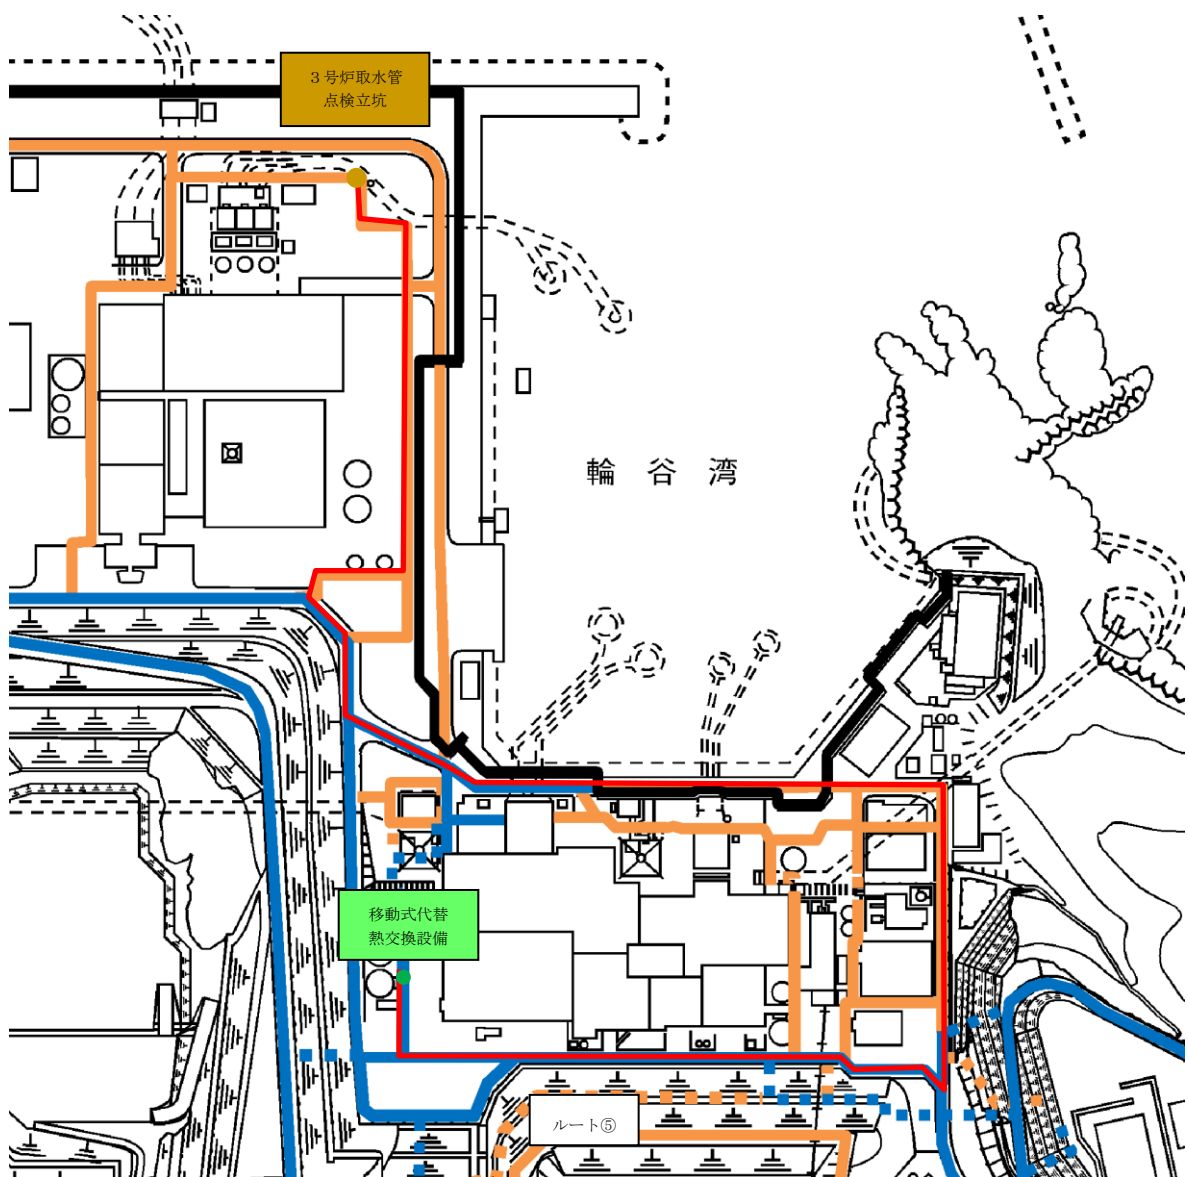 ３号炉取水管
点検立坑
輪谷湾
移動式代替
熱交換設備
ルート⑤